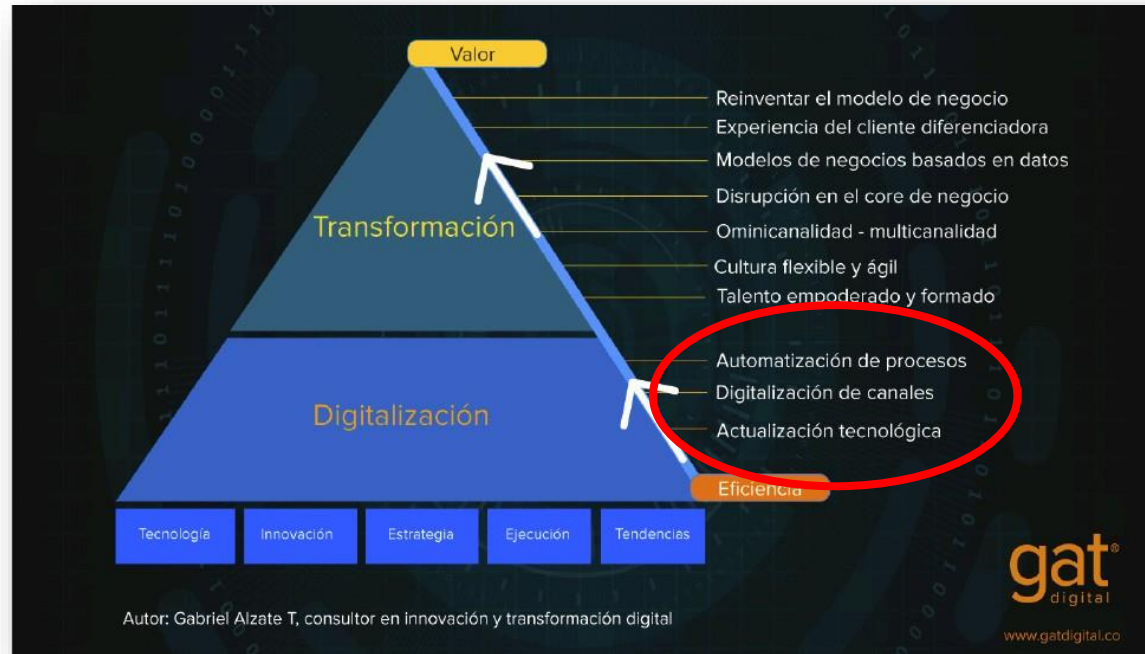 Valor
Reinventar el modelo de negocio
Experiencia del cliente diferenciadora
Modelos de negocios basados en datos
Disrupción en el core de negocio
Ominicanalidad - multicanalidad
Cultura flexible y ágil
Talento empoderado y formado
Transformación
Automatización de procesos
Digitalización de canales
Actualización tecnológica
Digitalización
Eficiencia
Tecnología
Innovación
Estrategia
Ejecución
Tendencias
gat®
digital
www.gatdigital.co
Autor: Gabriel Alzate T, consultor en innovación y transformación digital